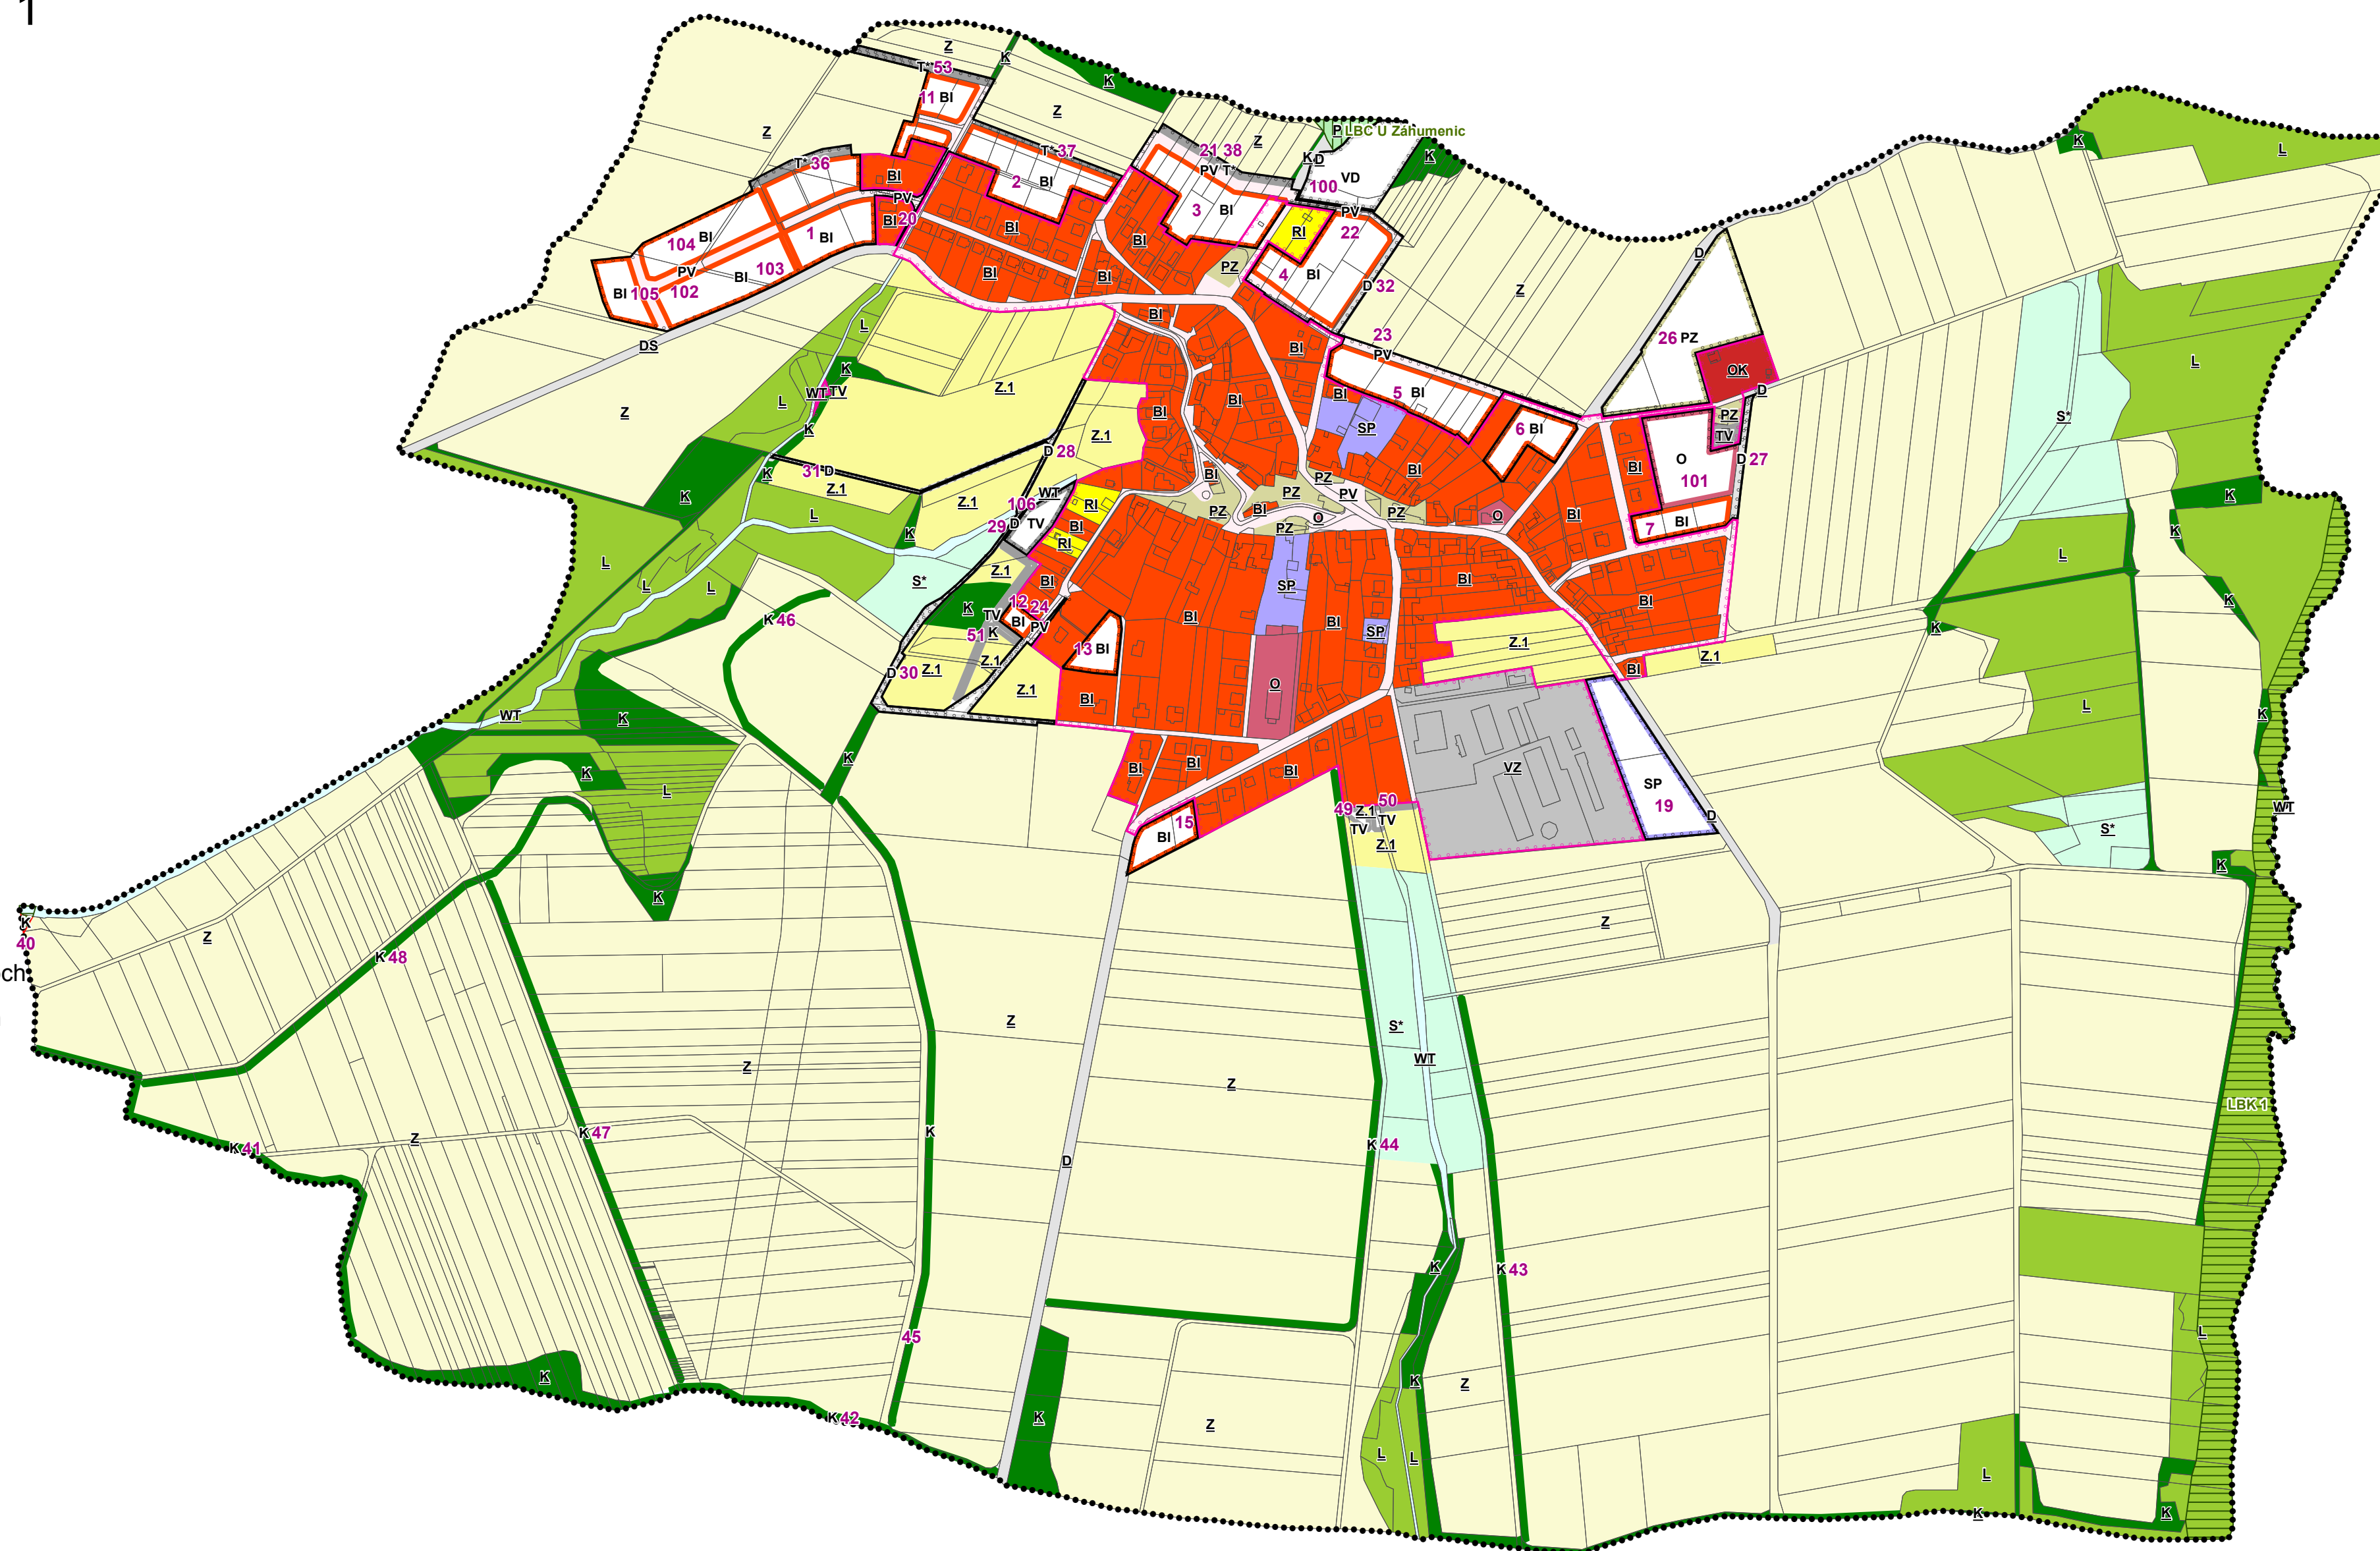 1
Z
K
T* 53
K
11 BI
Z
Z
21 38
Z
P LBC U Záhumenic
K D
K
K
L
T* 36
T* 37
PV T*
VD
100
BI
2 BI
PV
20
BI
3 BI
RI
PV
22
104 BI
1 BI
BI
BI
PZ
4 BI
D
PV
BI 103
BI
BI
D 32
Z
BI 105 102
BI
26 PZ
DS
L
23
PV
BI
L
K
OK
WT TV
Z.1
BI
5 BI
D
L
Z
BI
BI
SP
PZ
S*
K
Z.1
6 BI
TV
D 28
O
D 27
31 D
K
Z.1
BI
BI
BI
101
K
Z.1
WT
PZ
PV
K
106
RI
PZ
BI
PZ
O
L
29 D TV
BI
PZ
O O
BI
7 BI
K
K
RI
L
L
S*
Z.1
BI
SP
BI
L
L
K
12 24
BI
K
K 46
TV
BI PV
BI
BI
SP
K
51 K
13 BI
Z.1
Z.1
BI
D 30 Z.1
Z.1
Z.1
BI
O
L
WT
K
K
K
BI
BI
BI
VZ
SP
19
K
L
49 Z.1 50
TV TV
WT
D
BI 15
Z.1
S*
K
K
K
40
Z
Z
K 48
ch
Z
S*
WT
Z
Z
LBK 1
K 41
Z
K 47
K
D
K 44
K
K 43
45
L
K
K
Z
K 42
K
Z
L
L
L
K
K